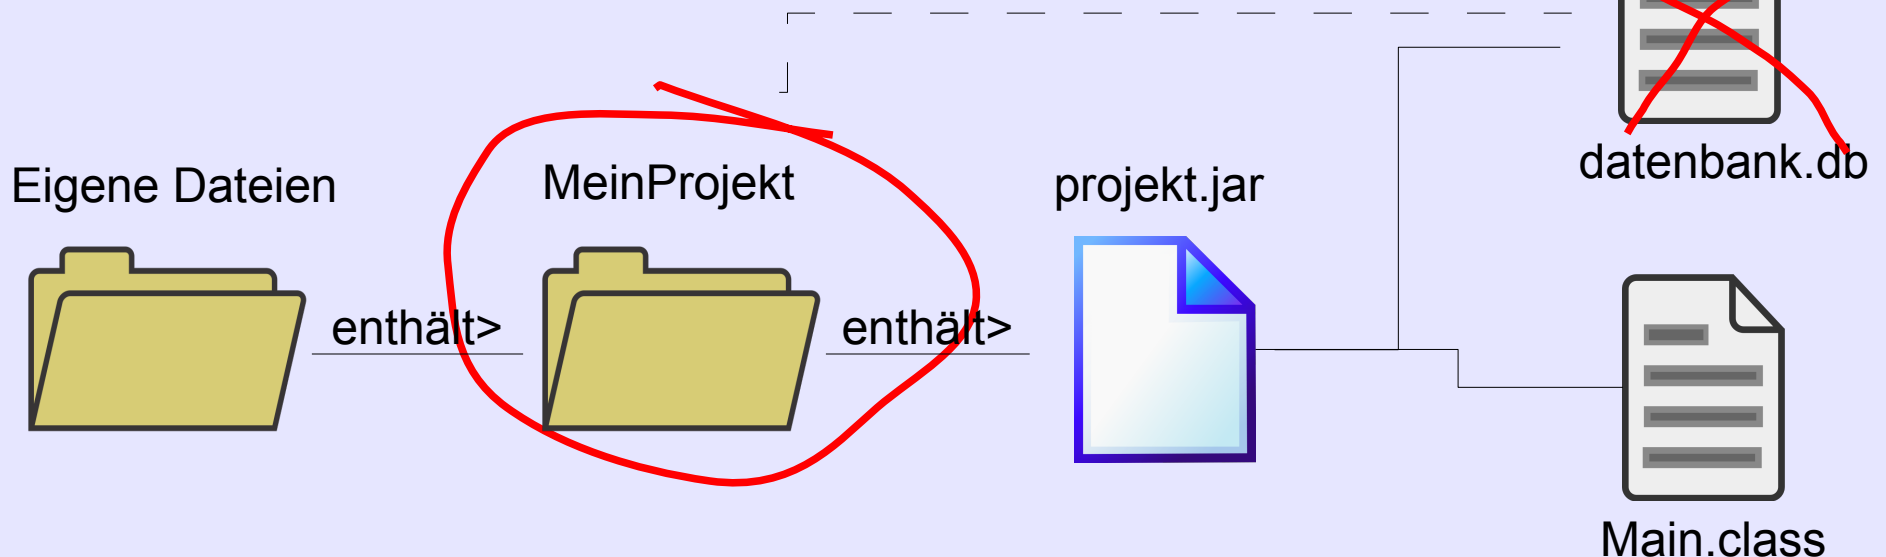 datenbank.db
Eigene Dateien
MeinProjekt
projekt.jar
enthält>
enthält>
Main.class